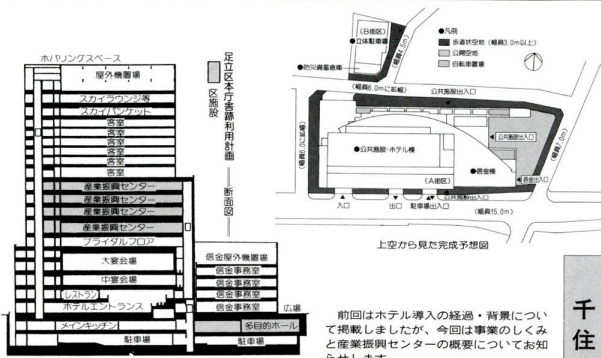 ホバリングスペース
屋外機置場
スカイラウンジ等
スカイバンケット
客室
客室
客室
客室
客室
産業振興センター
産業振興センター
産業振興センター
産業振興センター
ブライダルフロア
大宴会場
中宴会場
レストラン
ホテルエントランス
メインキッチン
駐車場
信金屋外機置場
信金事務室
信金事務室
信金事務室
信金事務室
広場
多目的ホール
駐車場
足立区本庁舎跡利用計画――断面図――
区施設
(B街区)
●立体駐車場
●防災備蓄倉庫
(幅員4.5m)
●凡例
歩道状空地(幅員3.0m以上)
公開空地
自転車置場
(幅員6.0mに拡幅)
公共施設出入口
(幅員6.0に拡幅)
●公共施設・ホテル棟
公共施設出入口
●信金棟
(A街区)
信金出入口
(幅員7.0m)
公共施設出入口
入口
出口
駐車場出入口
(幅員15.0m)
上空から見た完成予想図
前回はホテル導入の経過・背景につい
て掲載しましたが、今回は事業のしくみ
と産業振興センターの概要についてお知
らせします
千住